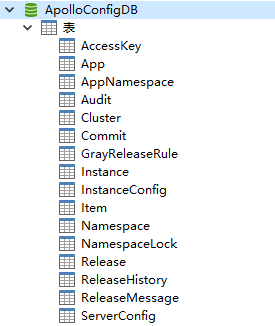 ApolloConfigDB
表
AccessKey
App
AppNamespace
Audit
Cluster
Commit
GrayReleaseRule
Instance
InstanceConfig
Item
Namespace
NamespaceLock
Release
ReleaseHistory
ReleaseMessage
ServerConfig